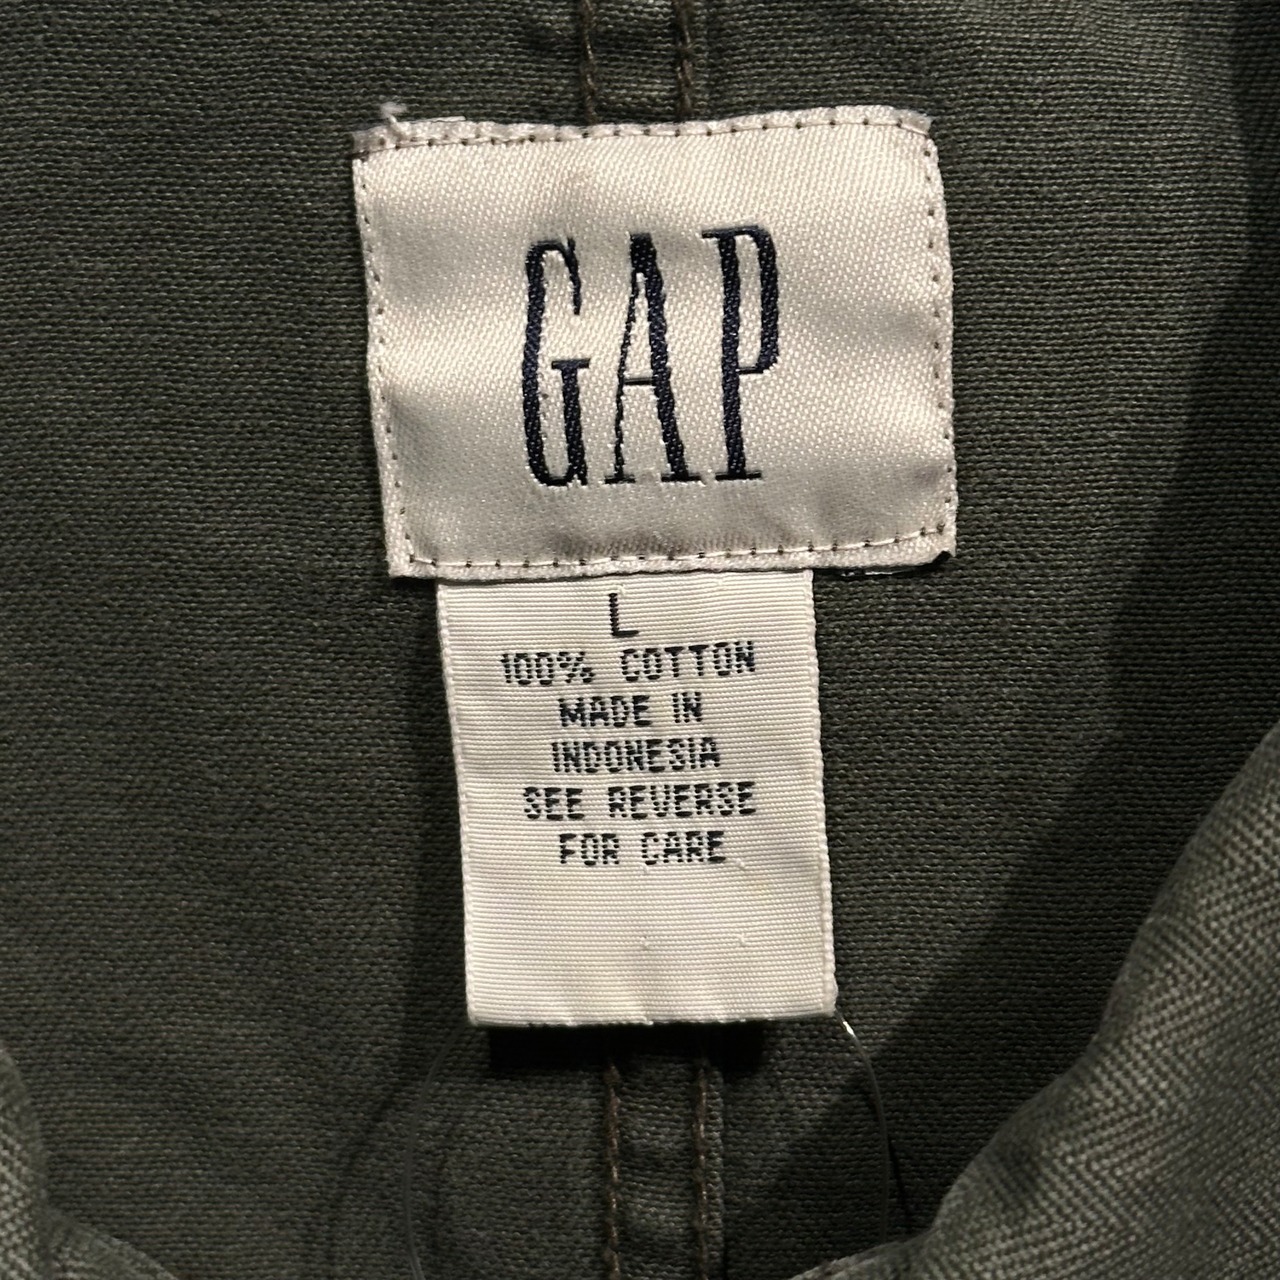 GAP
L
100% COTTON
MADE IN
INDONESIA
SEE REVERSE
FOR CARE